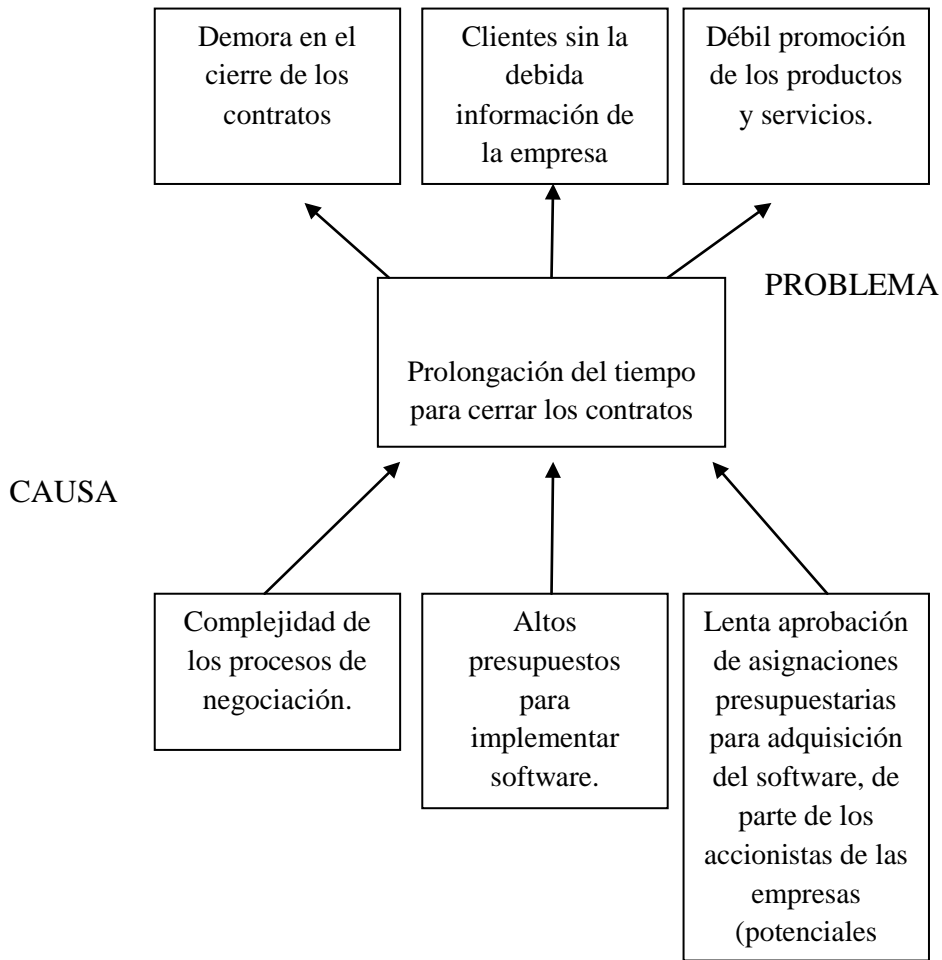 Demora en el
cierre de los
contratos
Clientes sin la
debida
información de
la empresa
Débil promoción
de los productos
y servicios.
PROBLEMA
Prolongación del tiempo
para cerrar los contratos
CAUSA
Complejidad de
los procesos de
negociación.
Altos
presupuestos
para
implementar
software.
Lenta aprobación
de asignaciones
presupuestarias
para adquisición
del software, de
parte de los
accionistas de las
empresas
(potenciales